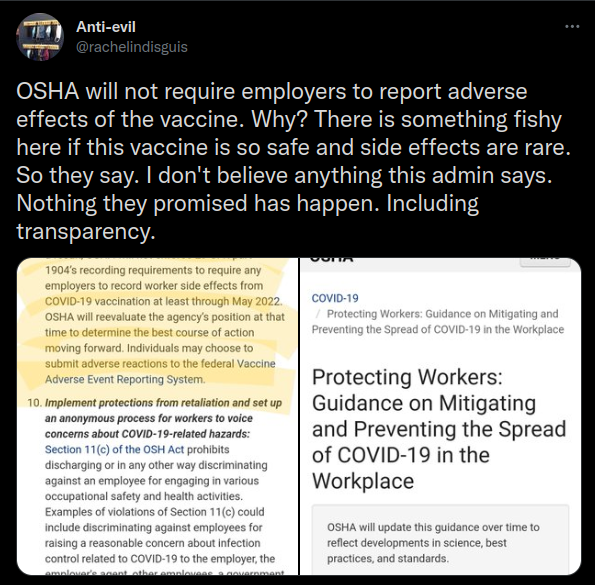 Anti-evil
@rachelindisguis
OSHA will not require employers to report adverse
effects of the vaccine. Why? There is something fishy
here if this vaccine is so safe and side effects are rare.
So they say. I don't believe anything this admin says.
Nothing they promised has happen. Including
transparency.
1904's recording requirements to require any
employers to record worker side effects from
COVID-19 vaccination at least through May 2022.
OSHA will reevaluate the agency's position at that
time to determine the best course of action
moving forward. Individuals may choose to
submit adverse reactions to the federal Vaccine
Adverse Event Reporting System.
10. Implement protections from retaliation and set up
an anonymous process for workers to voice
concerns about COVID-19-related hazards:
Section 11(c) of the OSH Act prohibits
discharging or in any other way discriminating
against an employee for engaging in various
occupational safety and health activities.
Examples of violations of Section 11(c) could
include discriminating against employees for
raising a reasonable concern about infection
control related to COVID-19 to the employer, the
employer's agent, other employees, a government
OSHA
COVID-19
/ Protecting Workers: Guidance on Mitigating and
Preventing the Spread of COVID-19 in the Workplace
Protecting Workers:
Guidance on Mitigating
and Preventing the Spread
of COVID-19 in the
Workplace
OSHA will update this guidance over time to
reflect developments in science, best
practices, and standards.